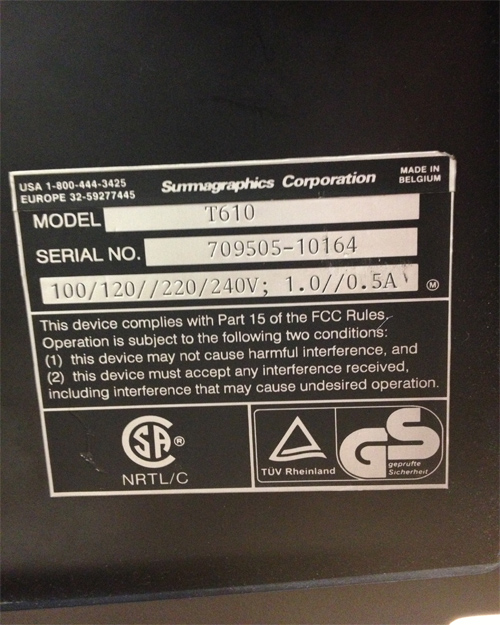 USA 1-800-444-3425
EUROPE 32-59277445
Summagraphics Corporation
MADE IN
BELGIUM
MODEL T610
SERIAL NO. 709505-10164
100/120//220/240V; 1.0//0.5A
M
This device complies with Part 15 of the FCC Rules.
Operation is subject to the following two conditions:
(1) this device may not cause harmful interference, and
(2) this device must accept any interference received,
including interference that may cause undesired operation.
SA ®
NRTL/C
TÜV Rheinland
GS
geprüfte
Sicherheit